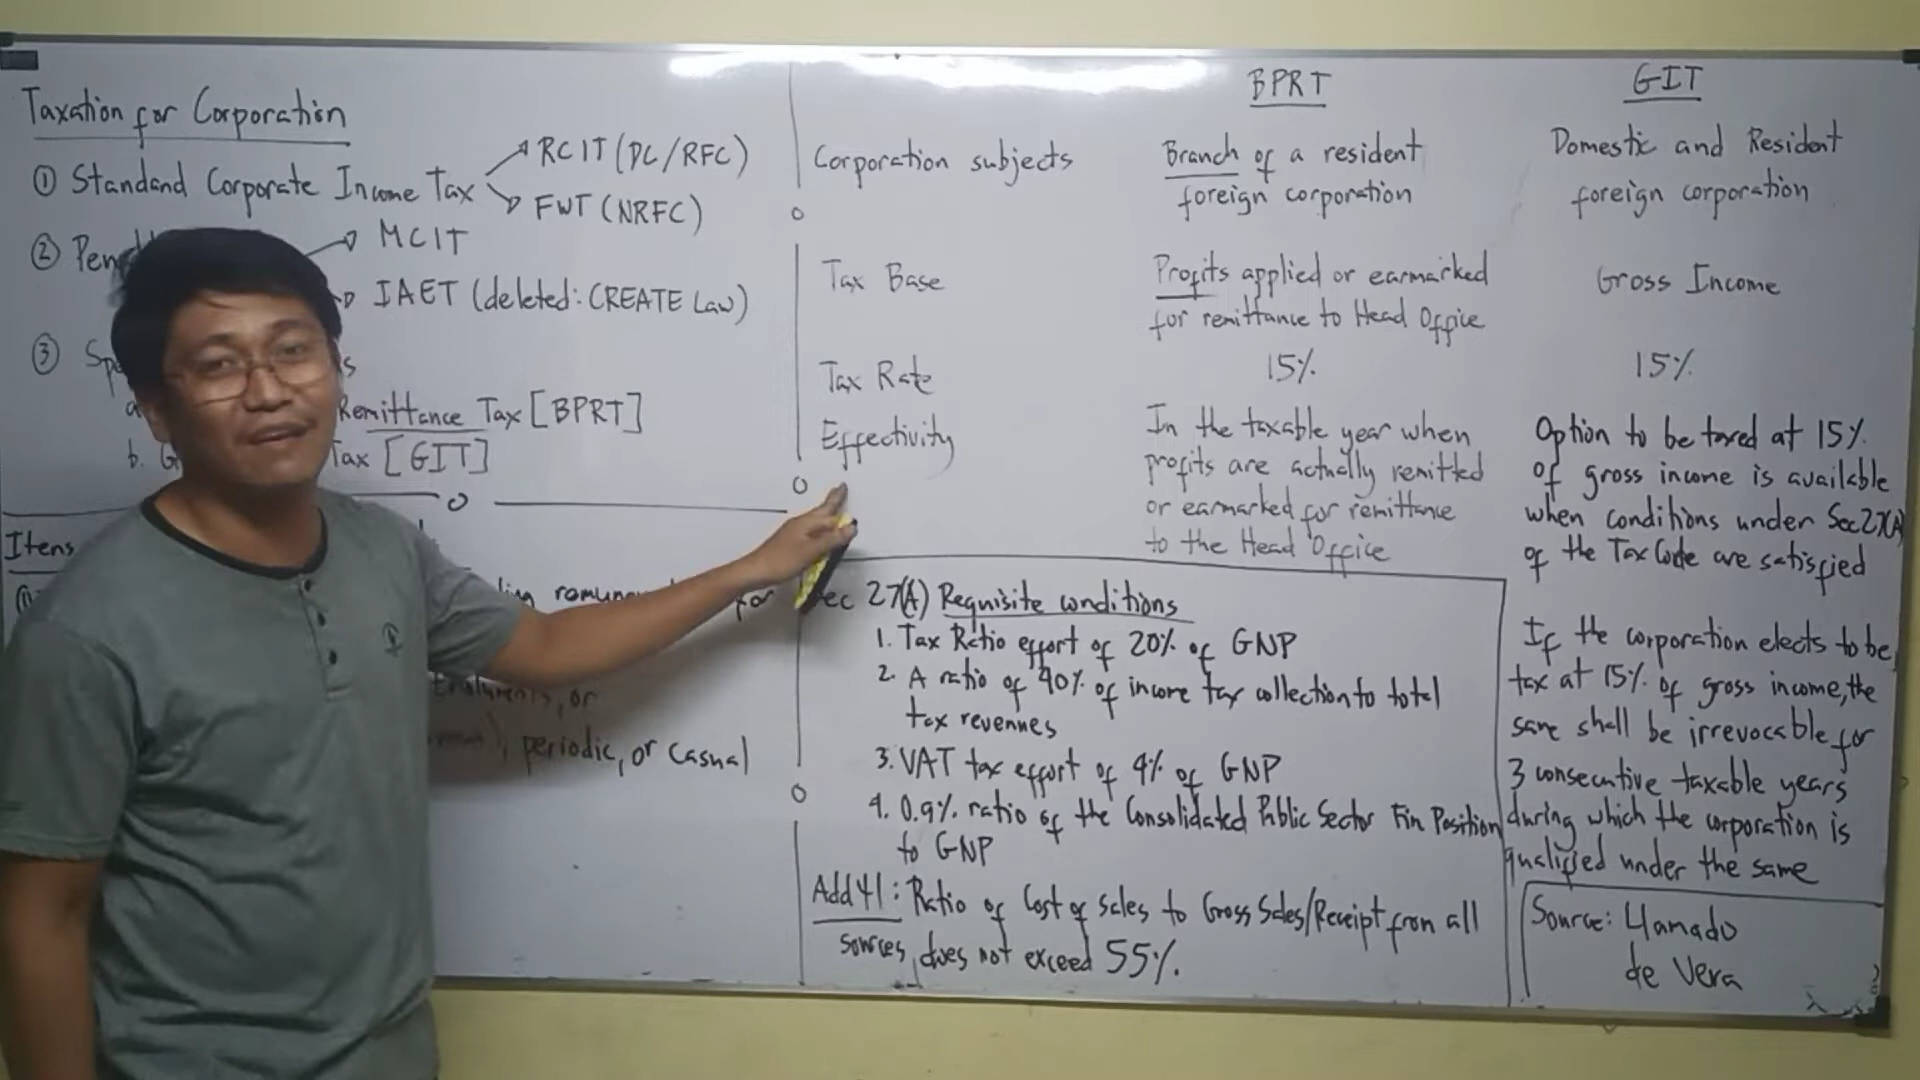 Taxation for Corporation
① Standard Corporate Income Tax
RCIT (DC/RFC)
FWT (NRFC)
②
MCIT
IAET (deleted: CREATE Law)
③
a
Remittance Tax [BPRT]
b. G
Tax [GIT]
Items
for
or
periodic, or Casual
BPRT
GIT
Corporation subjects
Branch of a resident
foreign corporation
Domestic and Resident
foreign corporation
Tax Base
Profits applied or earmarked
for remittance to Head Office
Gross Income
Tax Rate
15%
15%
Effectivity
In the taxable year when
profits are actually remitted
or earmarked for remittance
to the Head Office
Option to be taxed at 15%
of gross income is available
when conditions under Sec27(A)
of the Tax Code are satisfied
If the corporation elects to be
tax at 15% of gross income, the
same shall be irrevocable for
3 consecutive taxable years
during which the corporation is
qualified under the same
Sec 27(A) Requisite conditions
1. Tax Ratio effort of 20% of GNP
2. A ratio of 40% of income tax collection to total
tax revenues
3. VAT tax effort of 4% of GNP
4. 0.9% ratio of the Consolidated Public Sector Fin Position
to GNP
Add'l: Ratio of Cost of sales to Gross Sales/Receipt from all
sources, does not exceed 55%.
Source: Llamado
de Vera